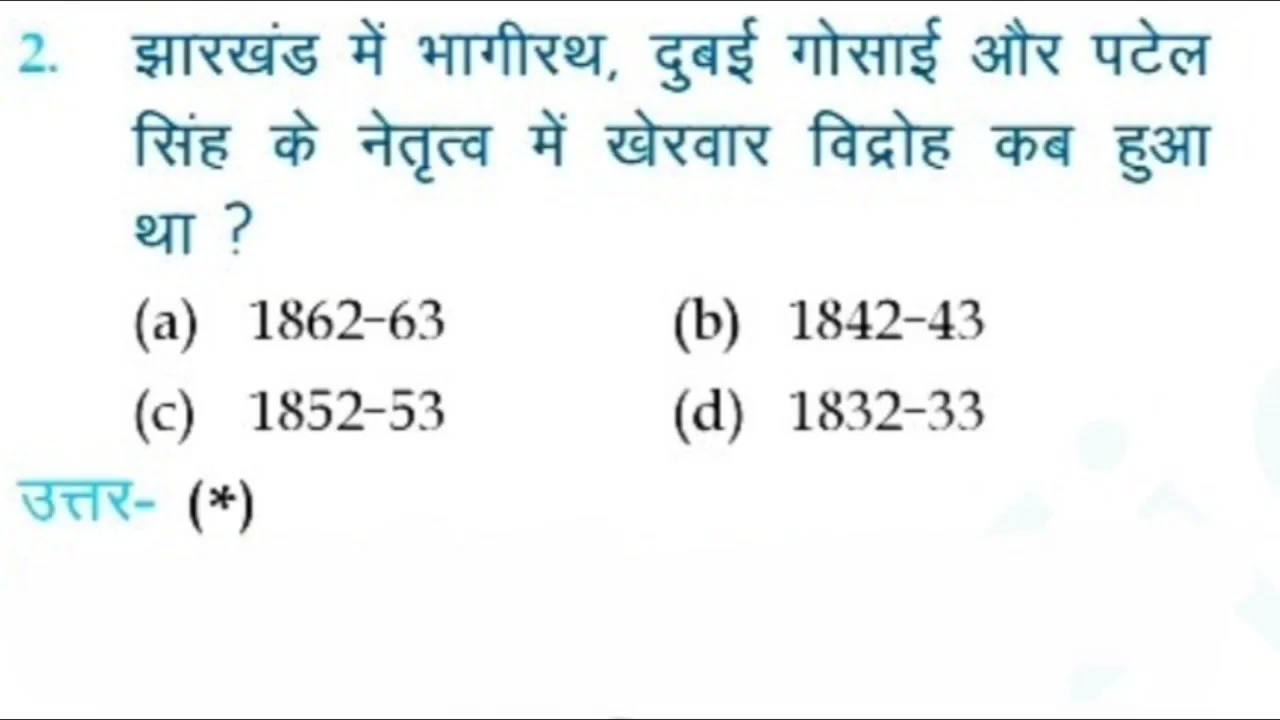 2. झारखंड में भागीरथ, दुबई गोसाई और पटेल
सिंह के नेतृत्व में खेरवार विद्रोह कब हुआ
था ?
(a) 1862-63 (b) 1842-43
(c) 1852-53 (d) 1832-33
उत्तर- (*)